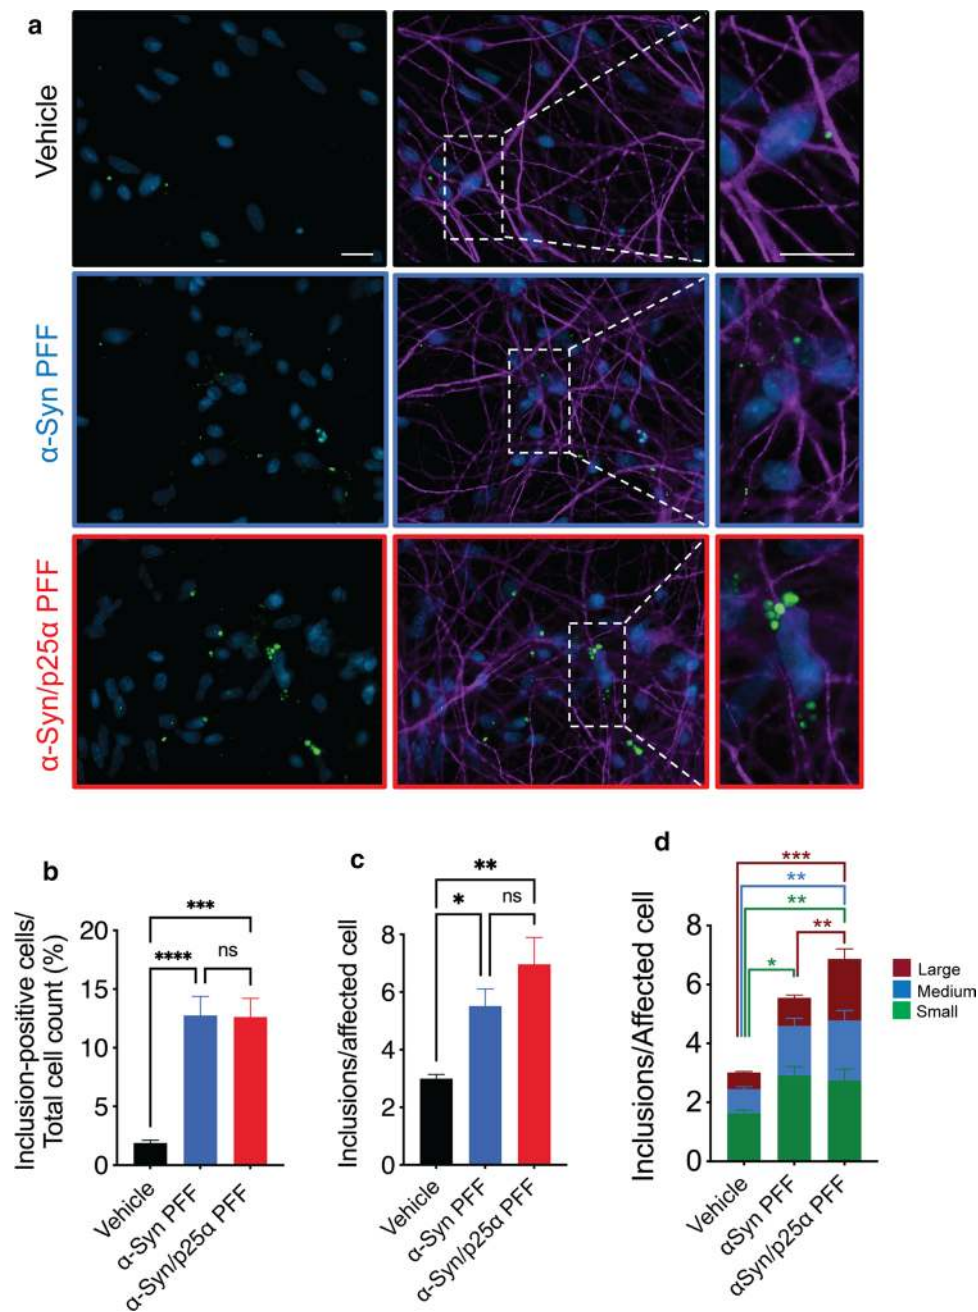 a
Vehicle
α-Syn PFF
α-Syn/p25α PFF
b
Inclusion-positive cells/
Total cell count (%)
20
15
10
5
0
***
****
ns
Vehicle
α-Syn PFF
α-Syn/p25α PFF
c
Inclusions/affected cell
8
6
4
2
0
**
*
ns
Vehicle
α-Syn PFF
α-Syn/p25α PFF
d
Inclusions/Affected cell
8
6
4
2
0
***
**
**
**
*
Large
Medium
Small
Vehicle
αSyn PFF
αSyn/p25α PFF